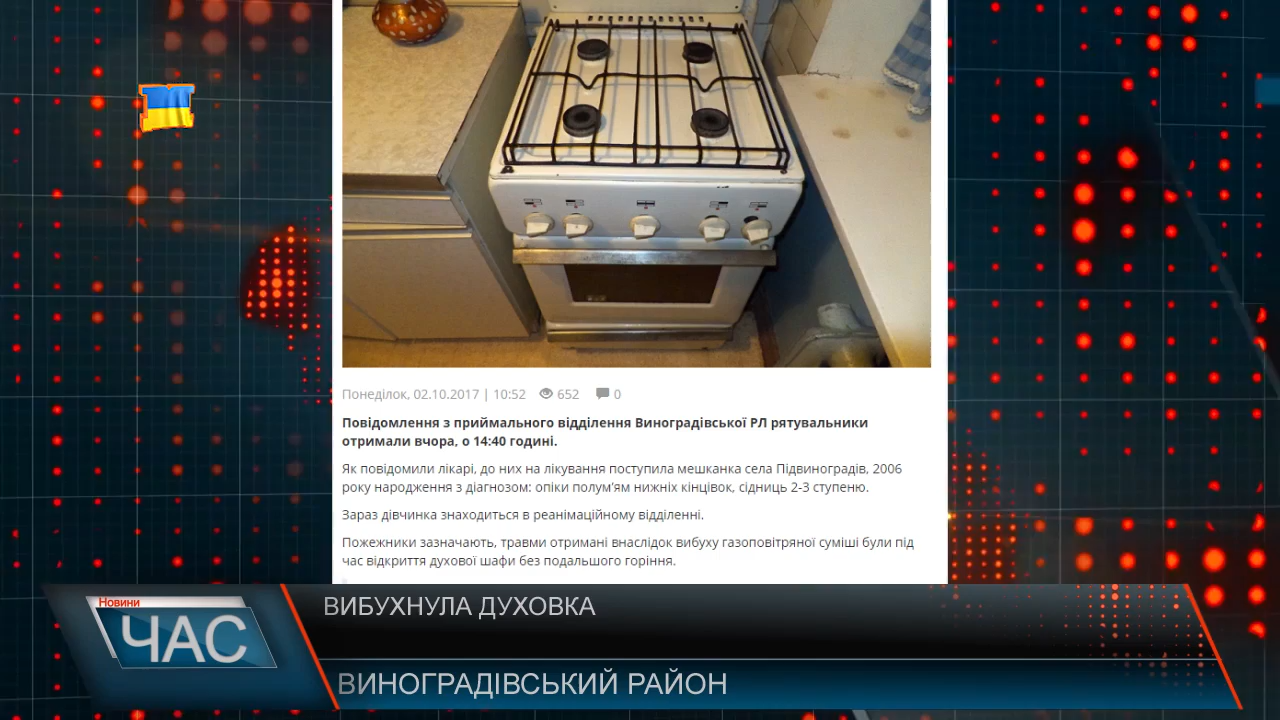 Понеділок, 02.10.2017 | 10:52 652 0
Повідомлення з приймального відділення Виноградівської РЛ рятувальники
отримали вчора, о 14:40 годині.
Як повідомили лікарі, до них на лікування поступила мешканка села Підвиноградів, 2006
року народження з діагнозом: опіки полум'ям нижніх кінцівок, сідниць 2-3 ступеню.
Зараз дівчинка знаходиться в реанімаційному відділенні.
Пожежники зазначають, травми отримані внаслідок вибуху газоповітряної суміші були під
час відкриття духової шафи без подальшого горіння.
Новини
ЧАС
ВИБУХНУЛА ДУХОВКА
ВИНОГРАДІВСЬКИЙ РАЙОН